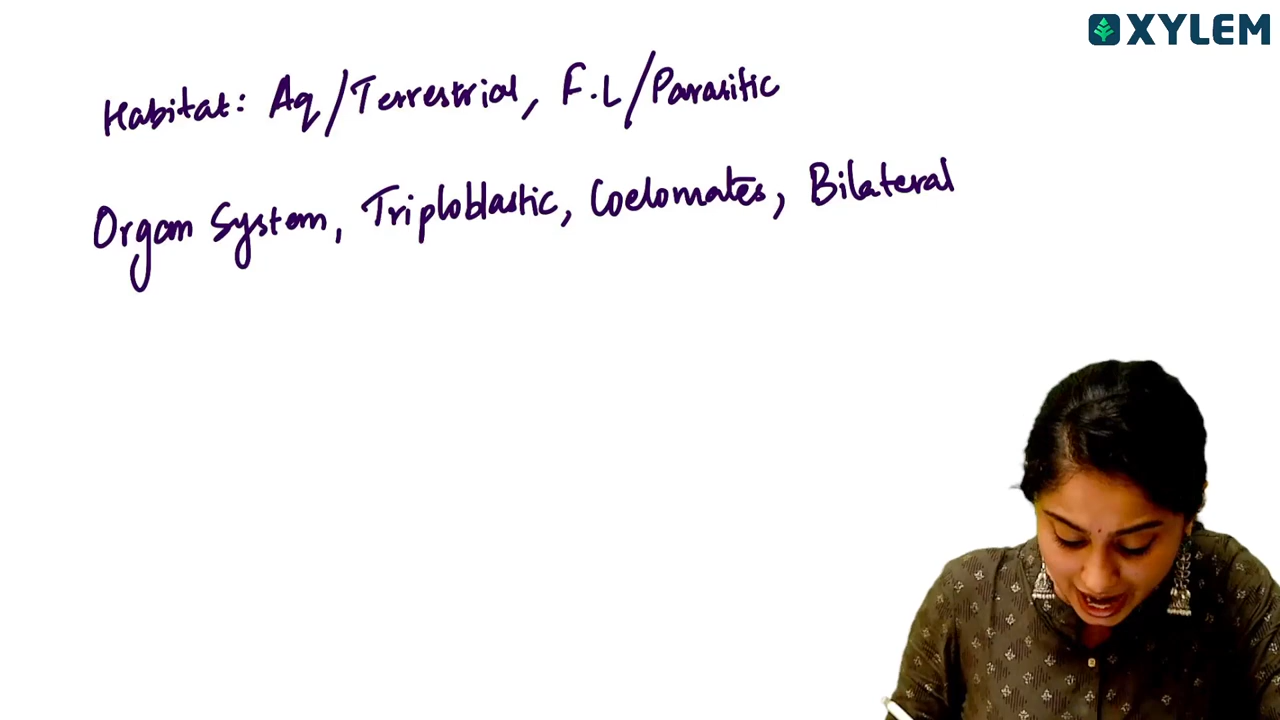 XYLEM
Habitat: Aq/Terrestrial, F.L/Parasitic
Organ System, Triploblastic, Coelomates, Bilateral